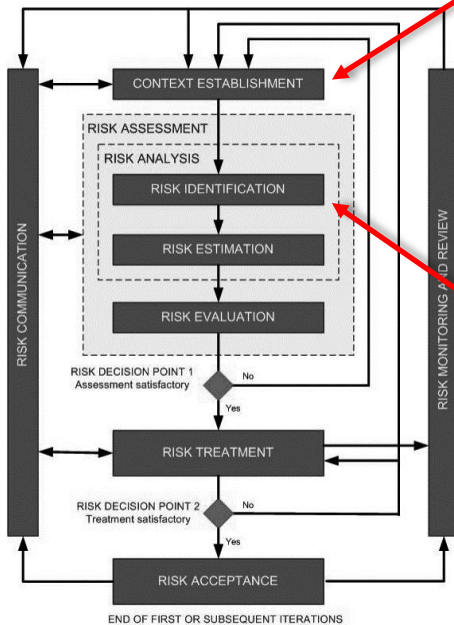 CONTEXT ESTABLISHMENT
RISK ASSESSMENT
RISK ANALYSIS
RISK IDENTIFICATION
RISK ESTIMATION
RISK EVALUATION
RISK COMMUNICATION
RISK MONITORING AND REVIEW
RISK DECISION POINT 1
Assessment satisfactory
No
Yes
RISK TREATMENT
RISK DECISION POINT 2
Treatment satisfactory
No
Yes
RISK ACCEPTANCE
END OF FIRST OR SUBSEQUENT ITERATIONS